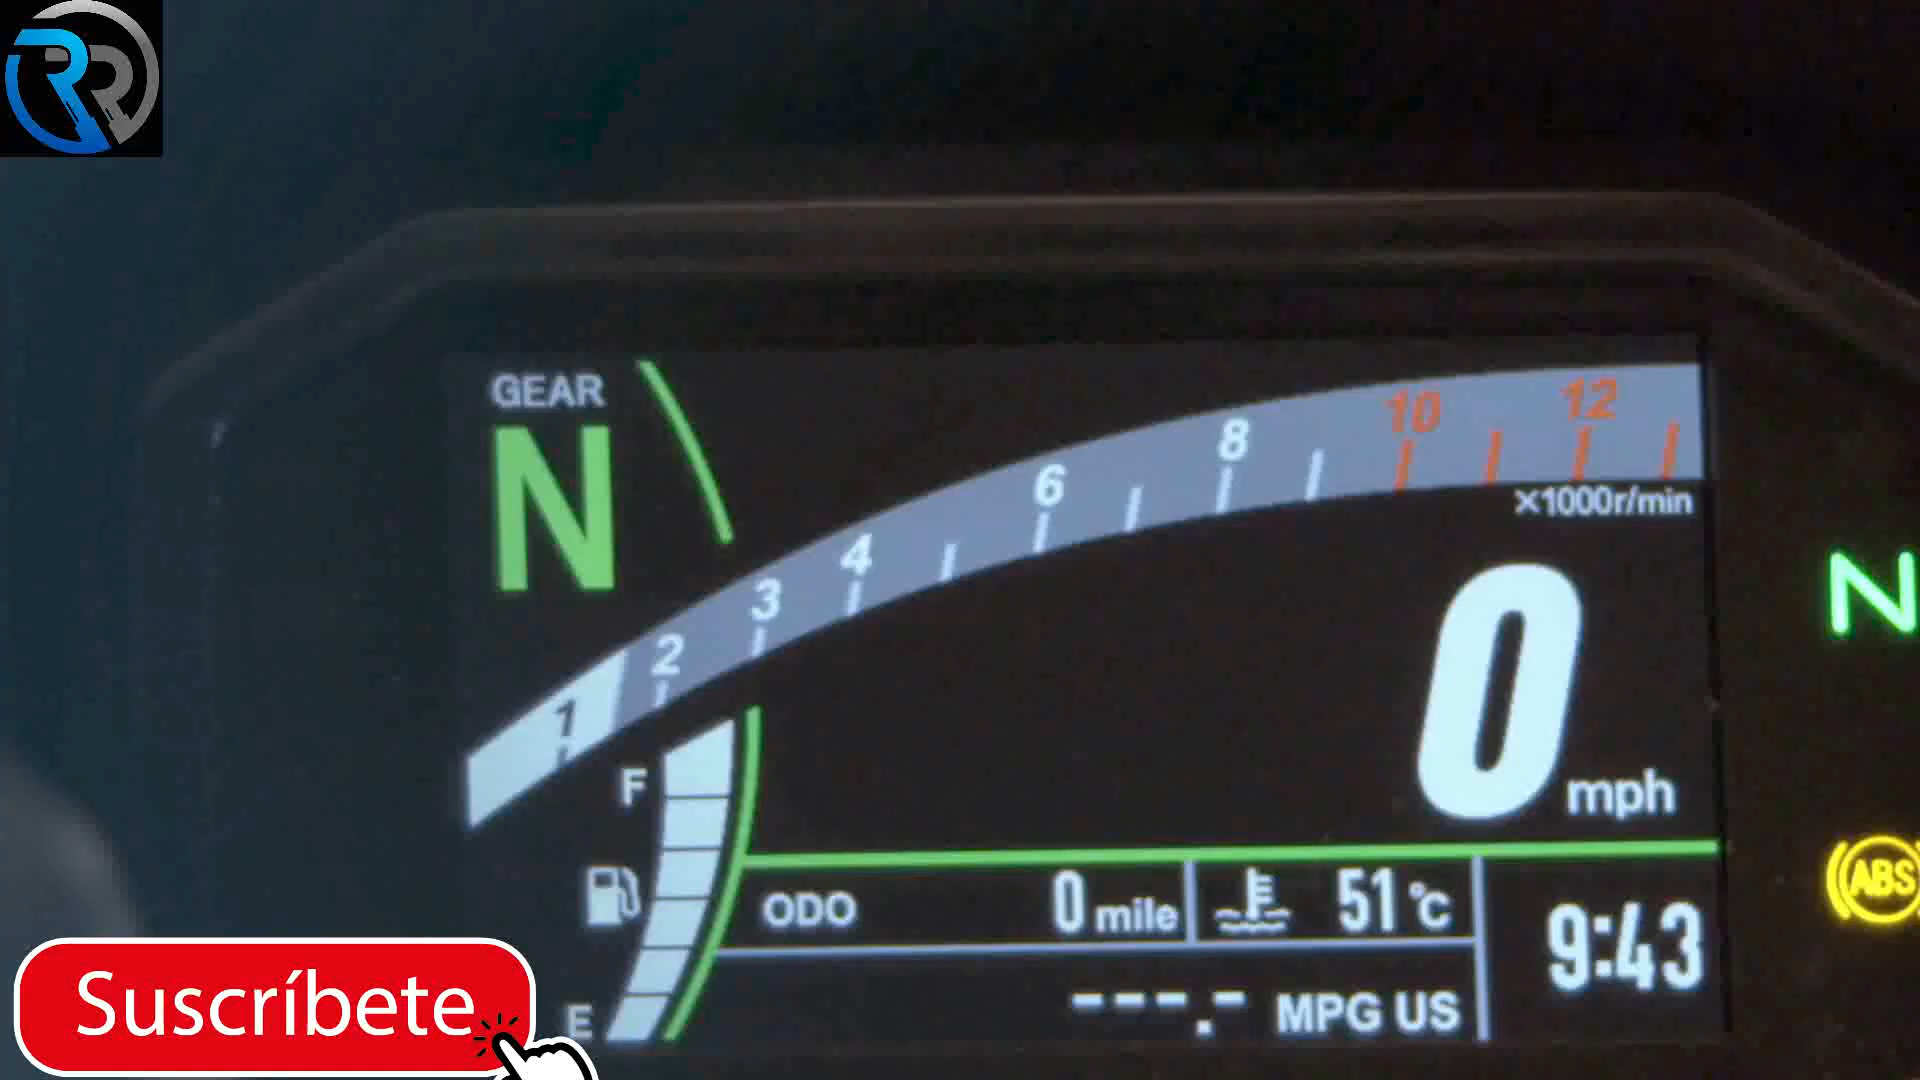 RR
GEAR
N
1 2 3 4 6 8 10 12
×1000r/min
N
0 mph
F
E
ODO 0 mile
51 °C
9:43
---.- MPG US
ABS
Suscríbete